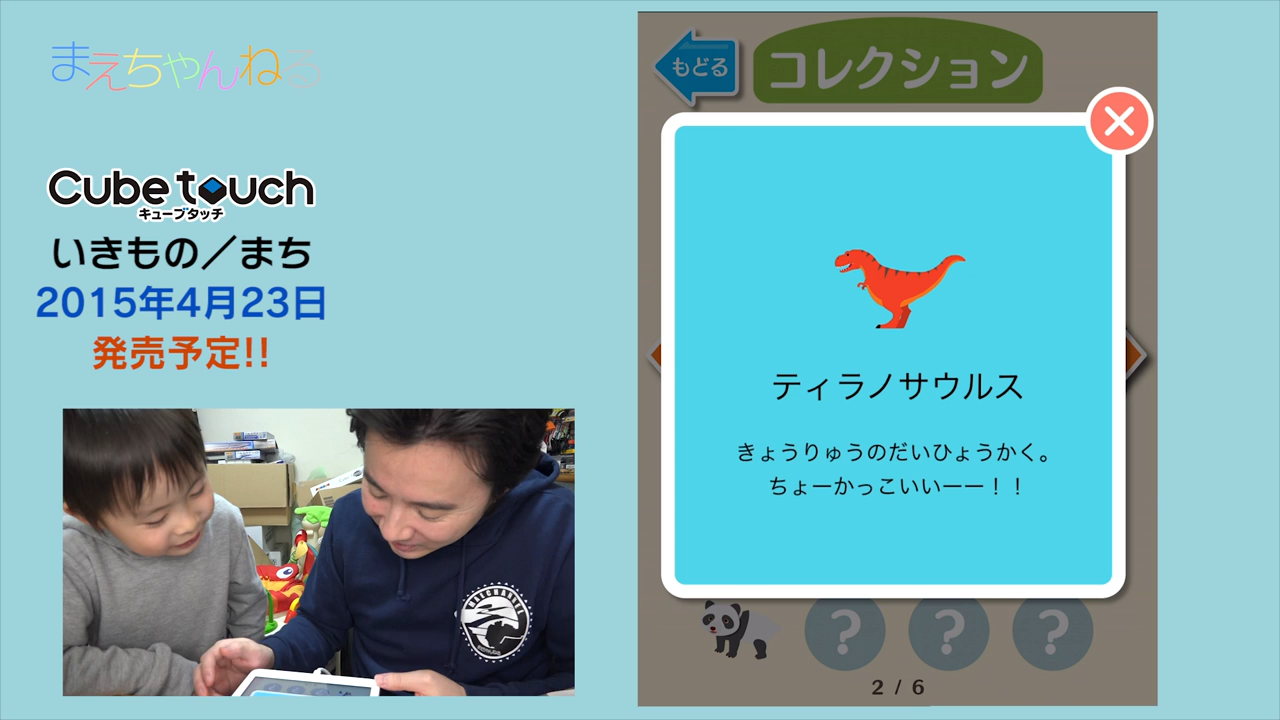 まえちゃんねる
Cube touch
キューブタッチ
いきもの／まち
2015年4月23日
発売予定!!
もどる
コレクション
ティラノサウルス
きょうりゅうのだいひょうかく。
ちょーかっこいいーー！！
? ? ?
2 / 6